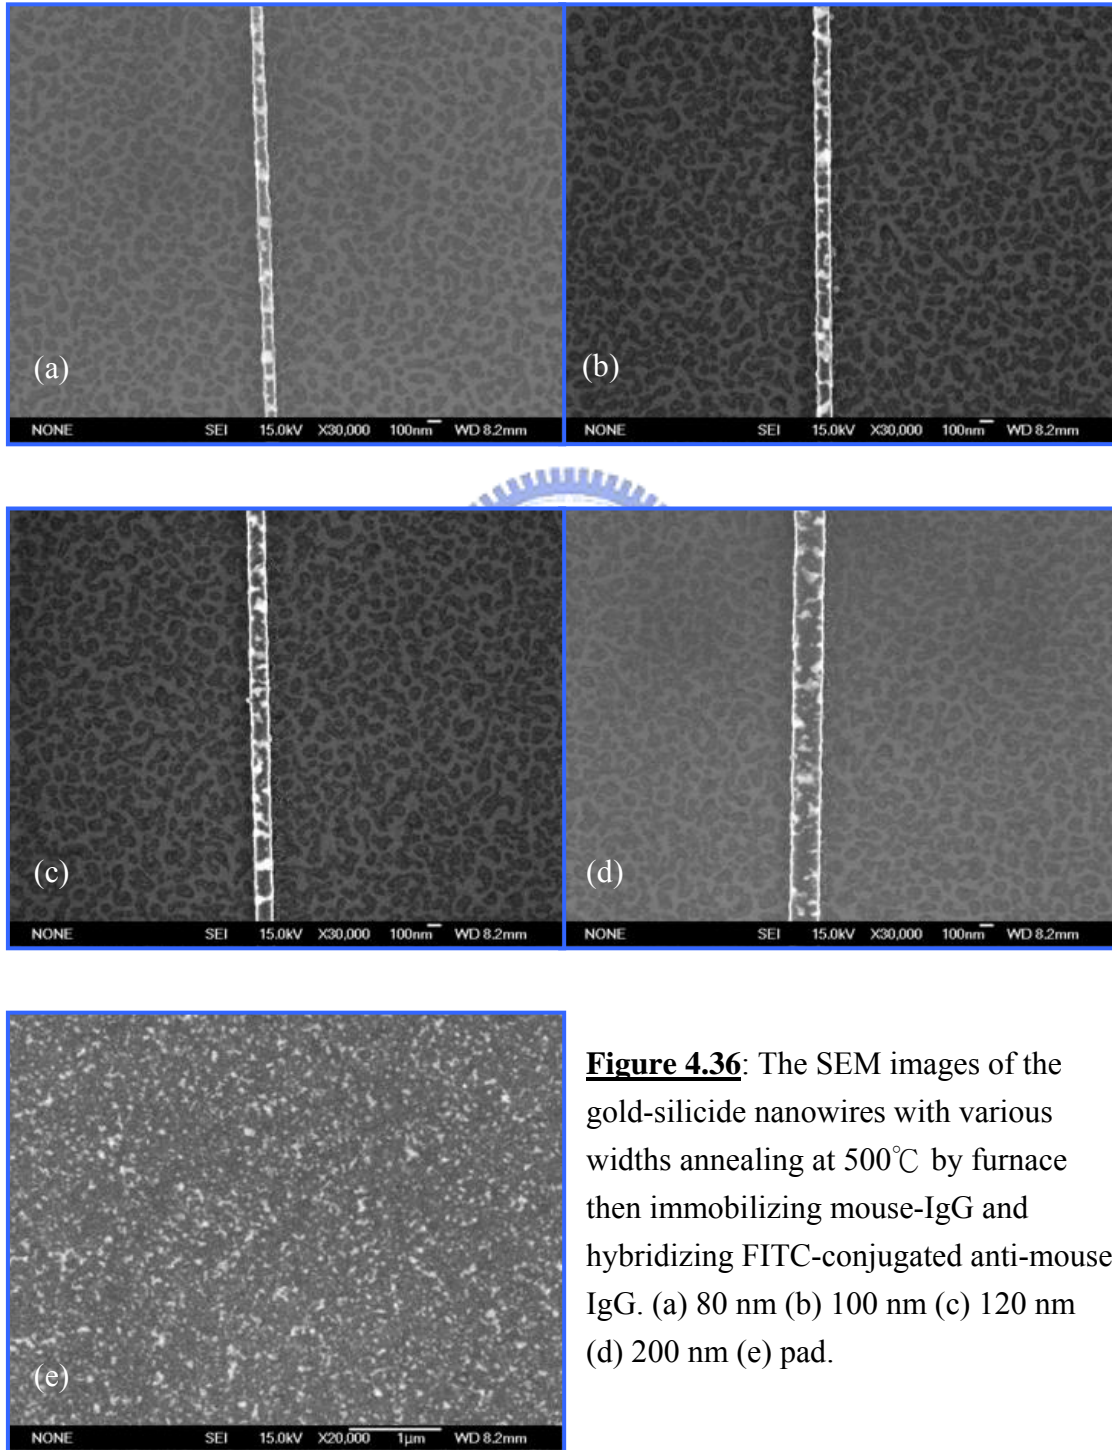 (a)
NONE SEI 15.0kV X30,000 100nm WD 8.2mm
(b)
NONE SEI 15.0kV X30,000 100nm WD 8.2mm
(c)
NONE SEI 15.0kV X30,000 100nm WD 8.2mm
(d)
NONE SEI 15.0kV X30,000 100nm WD 8.2mm
(e)
NONE SEI 15.0kV X20,000 1μm WD 8.2mm
Figure 4.36: The SEM images of the
gold-silicide nanowires with various
widths annealing at 500℃ by furnace
then immobilizing mouse-IgG and
hybridizing FITC-conjugated anti-mouse
IgG. (a) 80 nm (b) 100 nm (c) 120 nm
(d) 200 nm (e) pad.